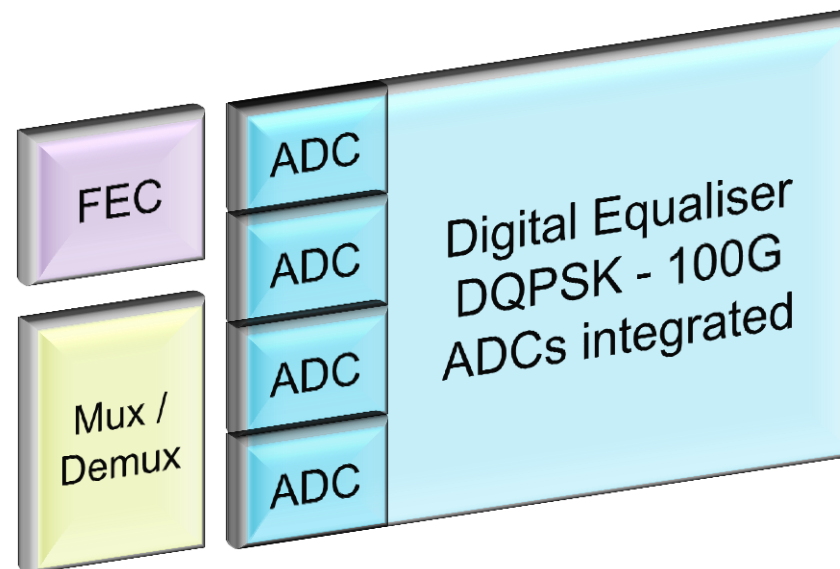 FEC
Mux /
Demux
ADC
ADC
ADC
ADC
Digital Equaliser
DQPSK - 100G
ADCs integrated